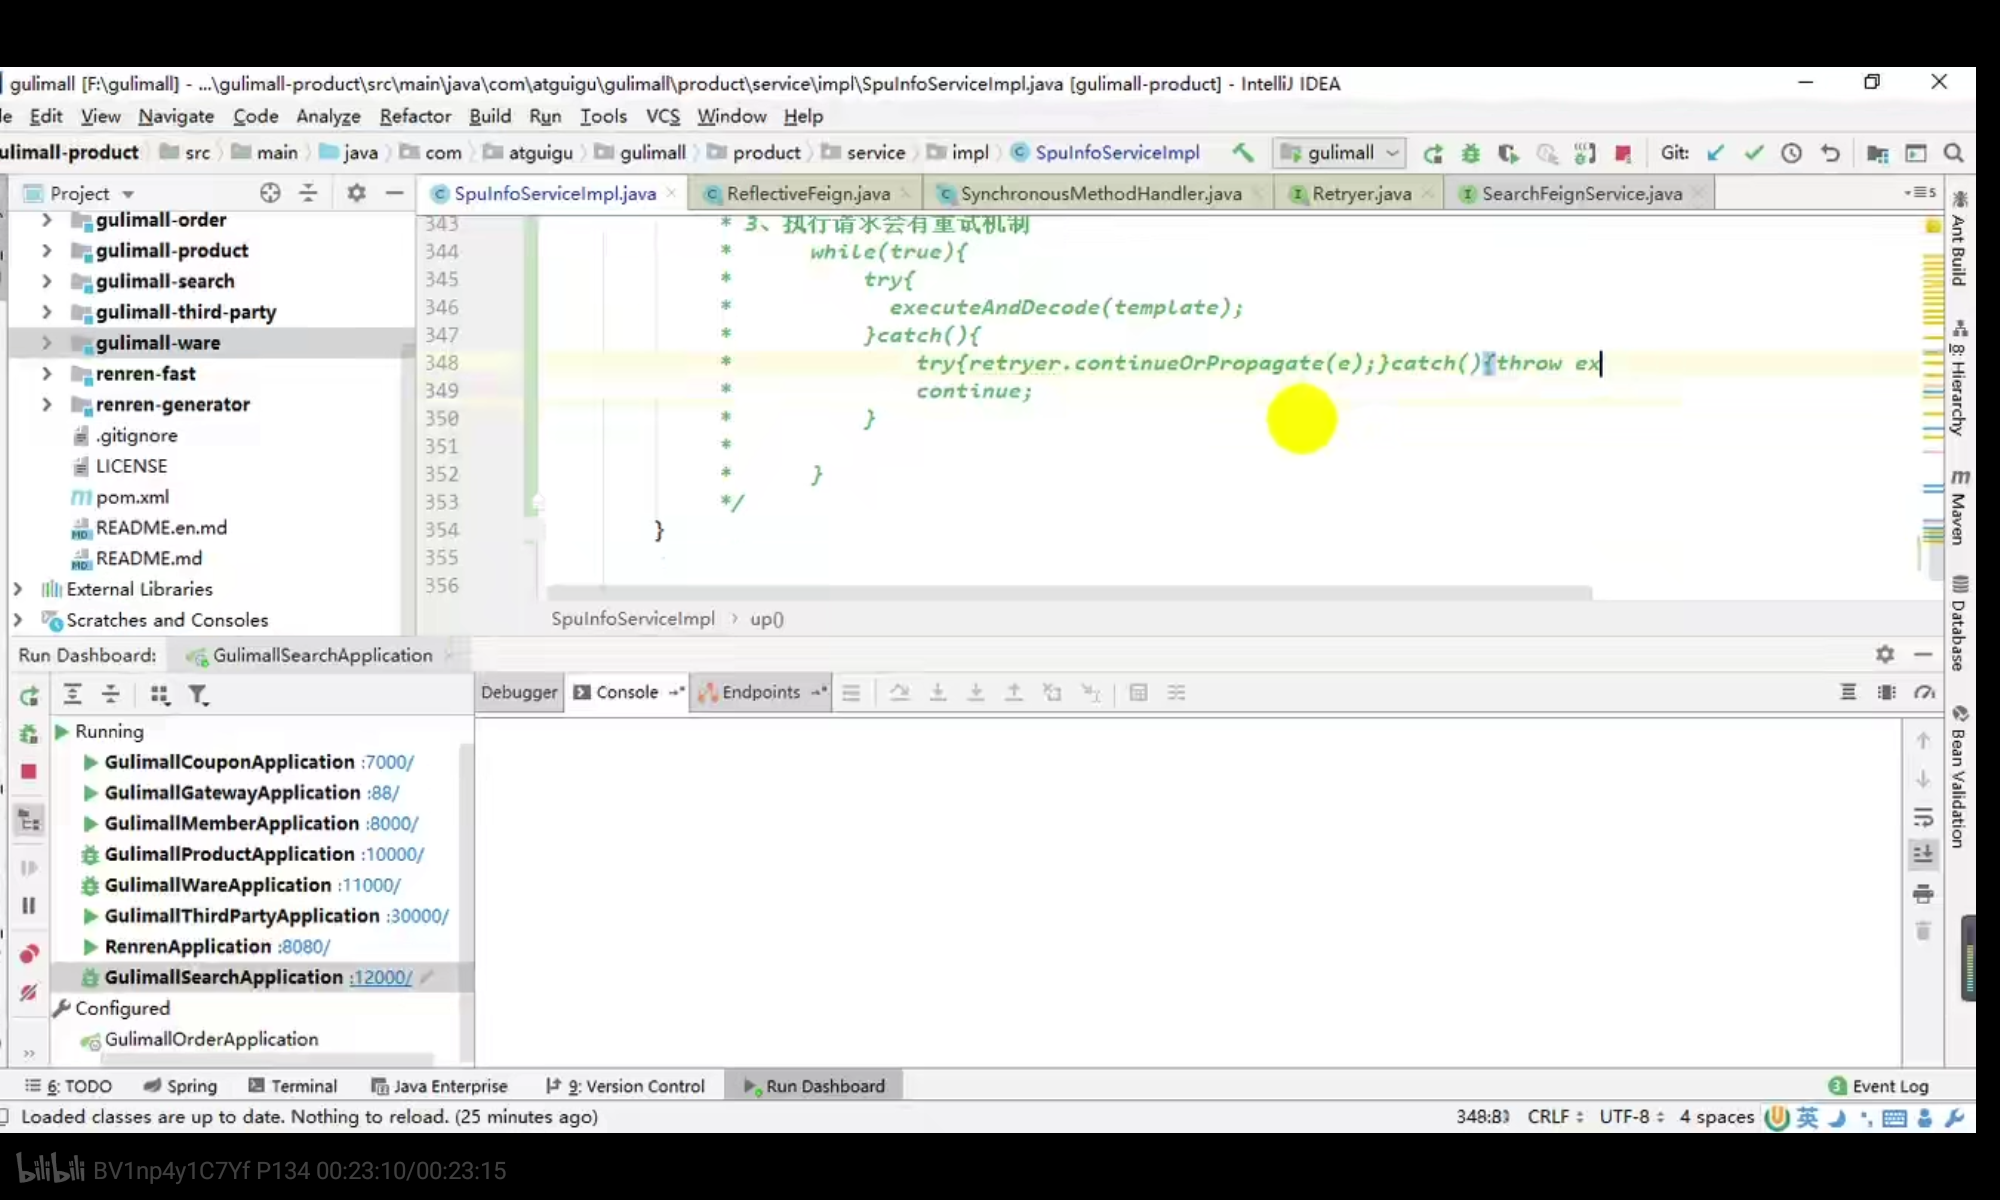 gulimall [F:\gulimall] - ...\gulimall-product\src\main\java\com\atguigu\gulimall\product\service\impl\SpuInfoServiceImpl.java [gulimall-product] - IntelliJ IDEA
le Edit View Navigate Code Analyze Refactor Build Run Tools VCS Window Help
ulimall-product src main java com atguigu gulimall product service impl SpuInfoServiceImpl gulimall Git:
Project SpuInfoServiceImpl.java ReflectiveFeign.java SynchronousMethodHandler.java Retryer.java SearchFeignService.java 5
gulimall-order
gulimall-product
gulimall-search
gulimall-third-party
gulimall-ware
renren-fast
renren-generator
.gitignore
LICENSE
pom.xml
README.en.md
README.md
External Libraries
Scratches and Consoles
343 * 3、执行请求会有重试机制
344 * while(true){
345 * try{
346 * executeAndDecode(template);
347 * }catch(){
348 * try{retryer.continueOrPropagate(e);}catch(){throw ex
349 * continue;
350 * }
351 *
352 * }
353 */
354 }
355
356
SpuInfoServiceImpl > up()
Ant Build
8: Hierarchy
Maven
Database
Bean Validation
Run Dashboard: GulimallSearchApplication
Debugger Console Endpoints
Running
GulimallCouponApplication :7000/
GulimallGatewayApplication :88/
GulimallMemberApplication :8000/
GulimallProductApplication :10000/
GulimallWareApplication :11000/
GulimallThirdPartyApplication :30000/
RenrenApplication :8080/
GulimallSearchApplication :12000/
Configured
GulimallOrderApplication
6: TODO Spring Terminal Java Enterprise 9: Version Control Run Dashboard 3 Event Log
Loaded classes are up to date. Nothing to reload. (25 minutes ago) CRLF UTF-8 4 spaces 英
bilibili BV1np4y1C7Yf P134 00:23:10/00:23:15